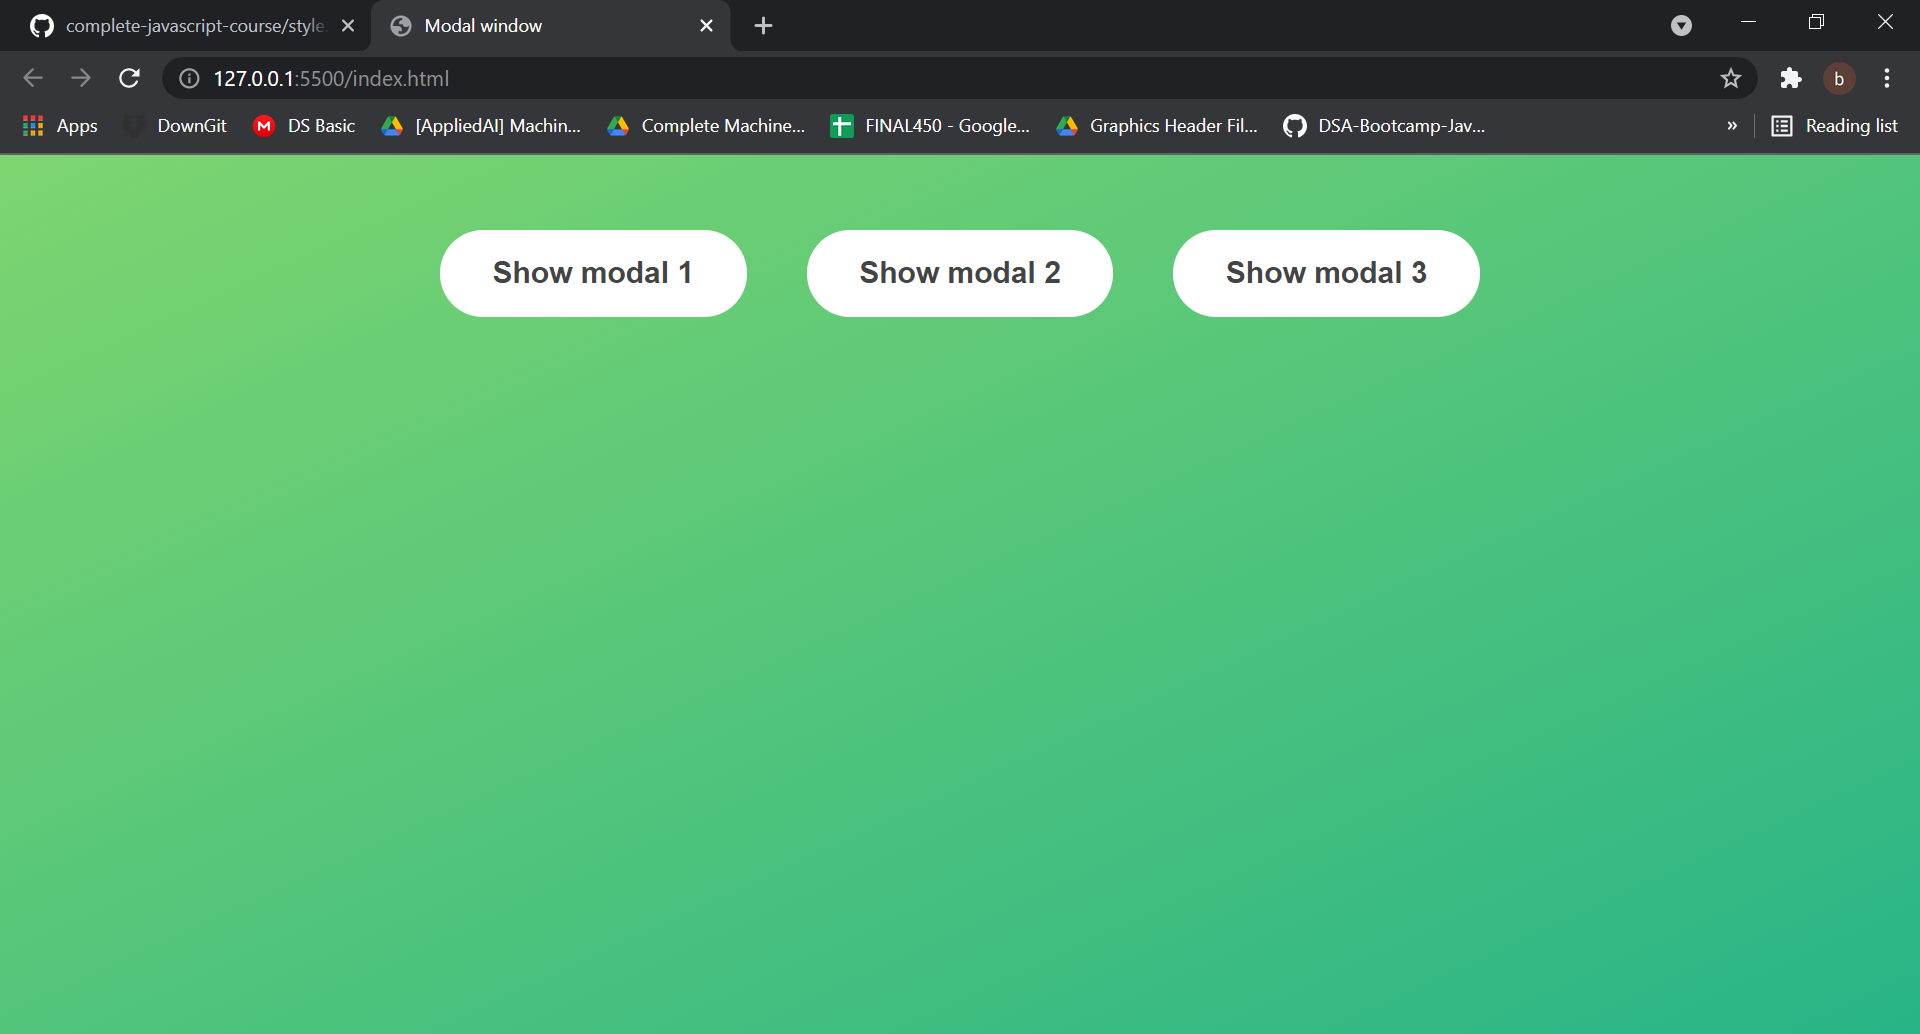 complete-javascript-course/style
Modal window
127.0.0.1:5500/index.html
b
Apps
DownGit
M
DS Basic
[AppliedAI] Machin...
Complete Machine...
FINAL450 - Google...
Graphics Header Fil...
DSA-Bootcamp-Jav...
»
Reading list
Show modal 1
Show modal 2
Show modal 3